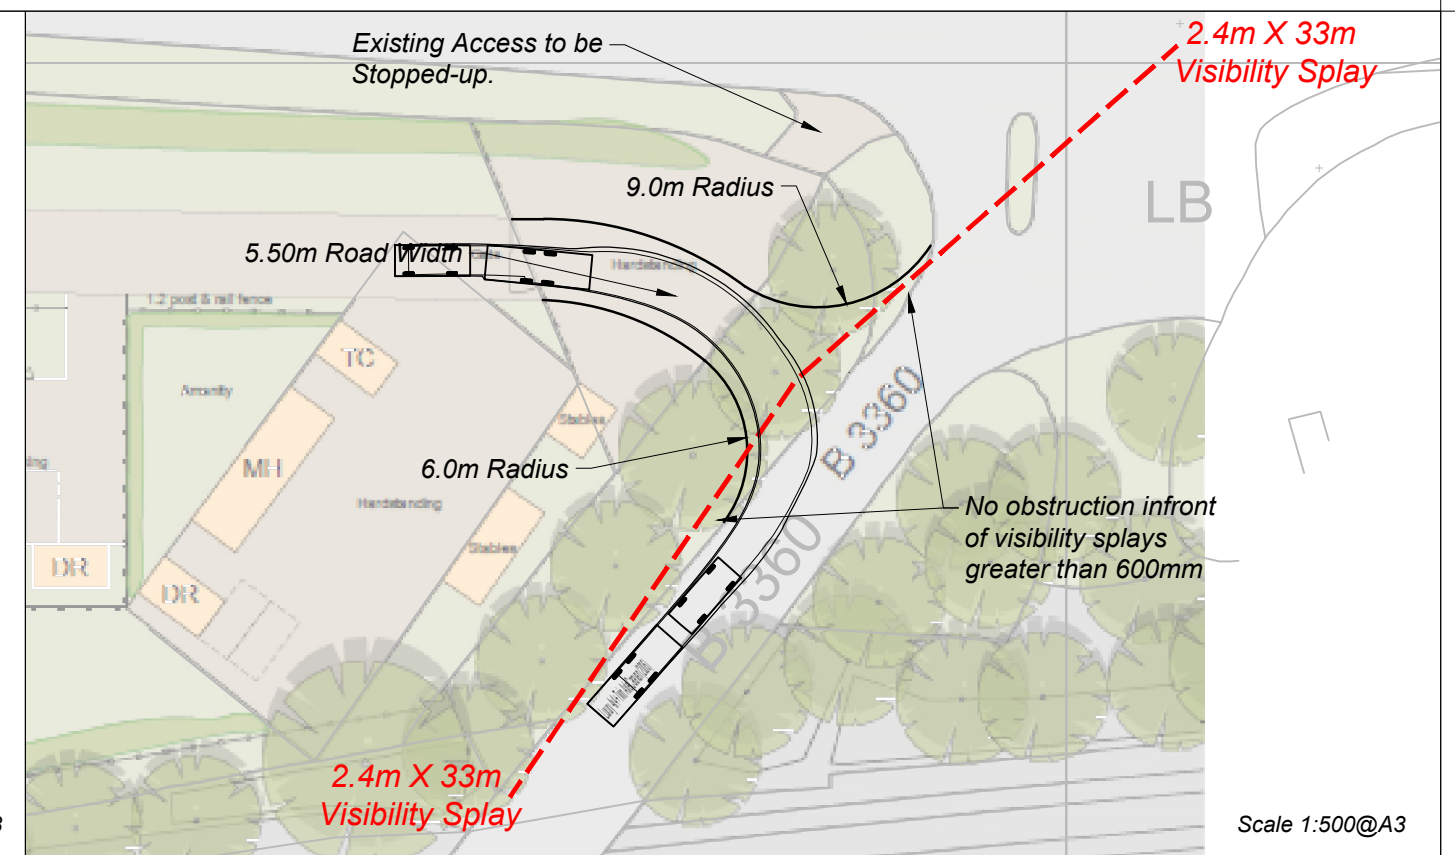 2.4m X 33m
Visibility Splay
Existing Access to be
Stopped-up.
9.0m Radius
LB
5.50m Road Width
Hardstanding
1.2 post & rail fence
TC
Amenity
B 3360
Stables
6.0m Radius
MH
Hardstanding
No obstruction infront
of visibility splays
greater than 600mm
Stables
B 3360
DR
DR
2.4m X 33m
Visibility Splay
Scale 1:500@A3